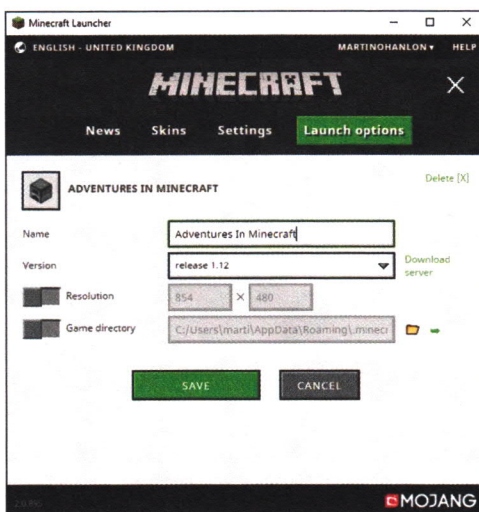 Minecraft Launcher
ENGLISH - UNITED KINGDOM MARTINOHANLON▾ HELP
MINECRAFT
News Skins Settings Launch options
ADVENTURES IN MINECRAFT Delete [X]
Name Adventures In Minecraft
Version release 1.12 Download
server
Resolution 854 × 480
Game directory C:/Users\marti\AppData\Roaming\.minecr
SAVE CANCEL
MOJANG